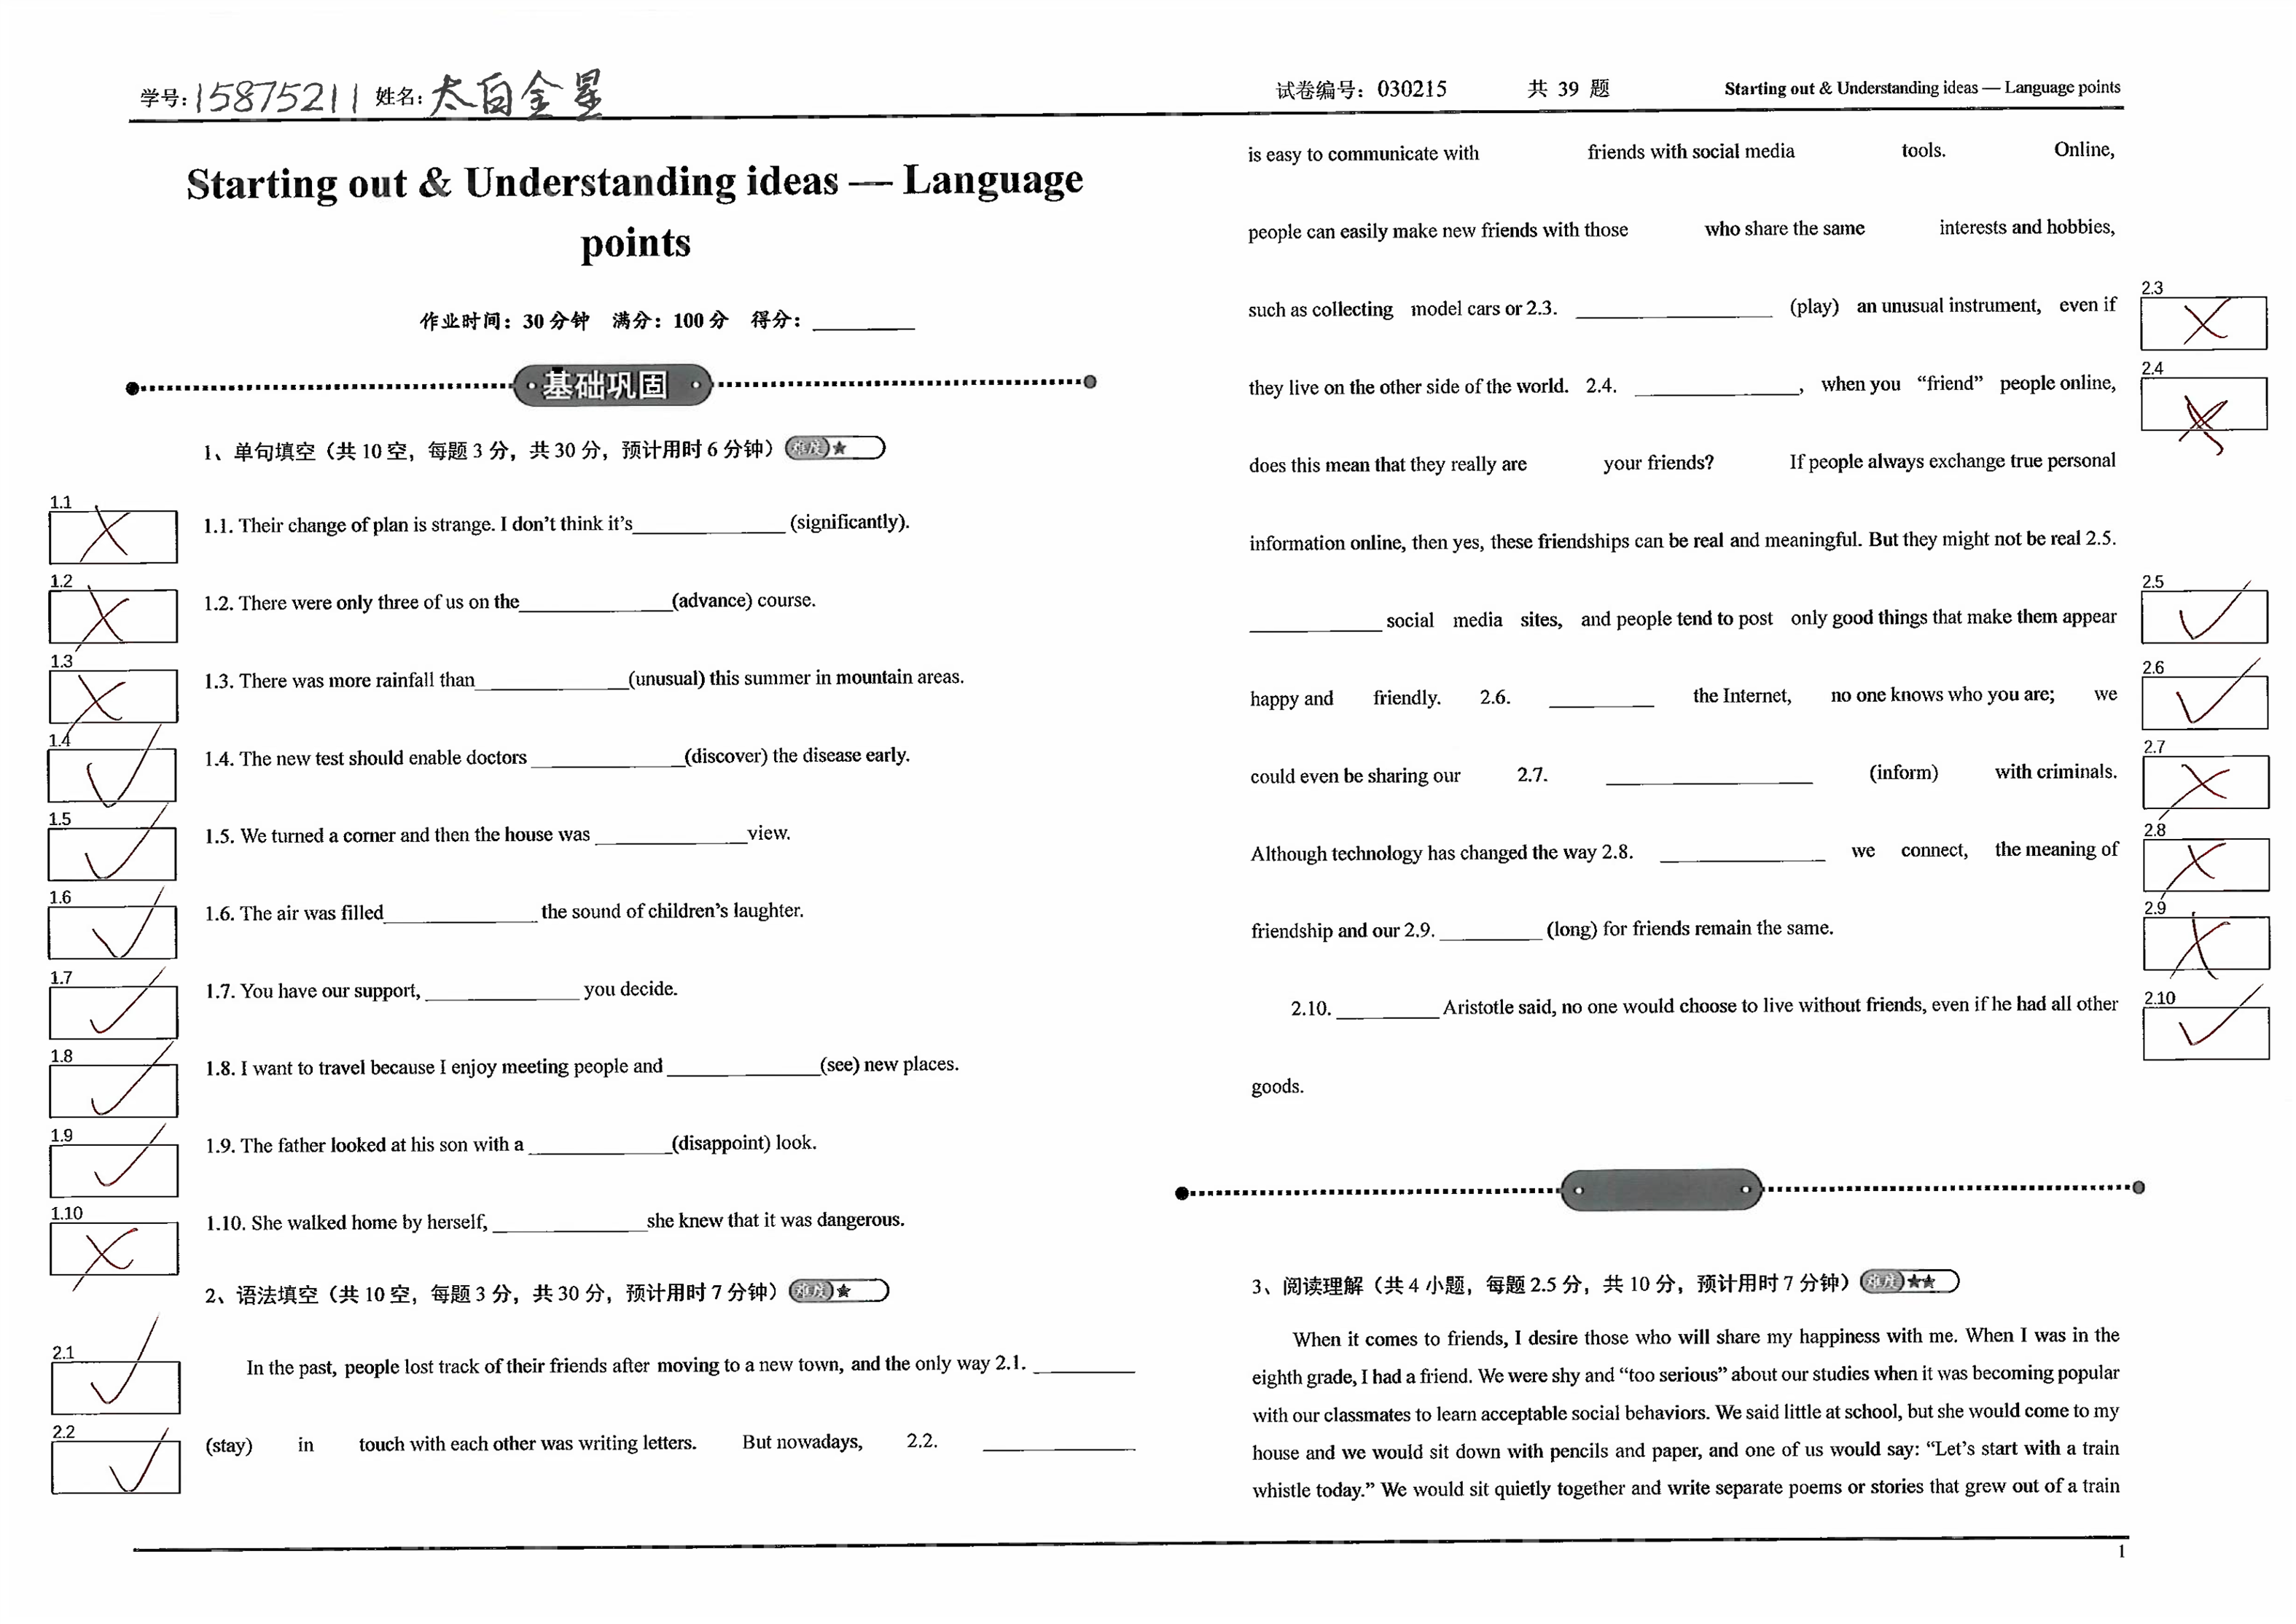 学号: 15875211 姓名: 太白金星
试卷编号：030215 共 39 题 Starting out & Understanding ideas — Language points
Starting out & Understanding ideas — Language
points
作业时间：30 分钟 满分：100 分 得分：________
基础巩固
1、单句填空（共 10 空，每题 3 分，共 30 分，预计用时 6 分钟）难度 ★
1.1
1.1. Their change of plan is strange. I don’t think it’s____________ (significantly).
1.2
1.2. There were only three of us on the____________(advance) course.
1.3
1.3. There was more rainfall than____________(unusual) this summer in mountain areas.
1.4
1.4. The new test should enable doctors ____________(discover) the disease early.
1.5
1.5. We turned a corner and then the house was ____________view.
1.6
1.6. The air was filled____________ the sound of children’s laughter.
1.7
1.7. You have our support, ____________ you decide.
1.8
1.8. I want to travel because I enjoy meeting people and ____________(see) new places.
1.9
1.9. The father looked at his son with a ____________(disappoint) look.
1.10
1.10. She walked home by herself, ____________she knew that it was dangerous.
2、语法填空（共 10 空，每题 3 分，共 30 分，预计用时 7 分钟）难度 ★
2.1
In the past, people lost track of their friends after moving to a new town, and the only way 2.1. ________
2.2
(stay) in touch with each other was writing letters. But nowadays, 2.2. ____________
is easy to communicate with friends with social media tools. Online,
people can easily make new friends with those who share the same interests and hobbies,
2.3
such as collecting model cars or 2.3. ____________ (play) an unusual instrument, even if
2.4
they live on the other side of the world. 2.4. ____________, when you “friend” people online,
does this mean that they really are your friends? If people always exchange true personal
information online, then yes, these friendships can be real and meaningful. But they might not be real 2.5.
2.5
____________ social media sites, and people tend to post only good things that make them appear
2.6
happy and friendly. 2.6. ________ the Internet, no one knows who you are; we
2.7
could even be sharing our 2.7. ____________ (inform) with criminals.
2.8
Although technology has changed the way 2.8. ____________ we connect, the meaning of
2.9
friendship and our 2.9. ________ (long) for friends remain the same.
2.10
2.10. ________ Aristotle said, no one would choose to live without friends, even if he had all other
goods.
3、阅读理解（共 4 小题，每题 2.5 分，共 10 分，预计用时 7 分钟）难度 ★★
When it comes to friends, I desire those who will share my happiness with me. When I was in the
eighth grade, I had a friend. We were shy and “too serious” about our studies when it was becoming popular
with our classmates to learn acceptable social behaviors. We said little at school, but she would come to my
house and we would sit down with pencils and paper, and one of us would say: “Let’s start with a train
whistle today.” We would sit quietly together and write separate poems or stories that grew out of a train
1